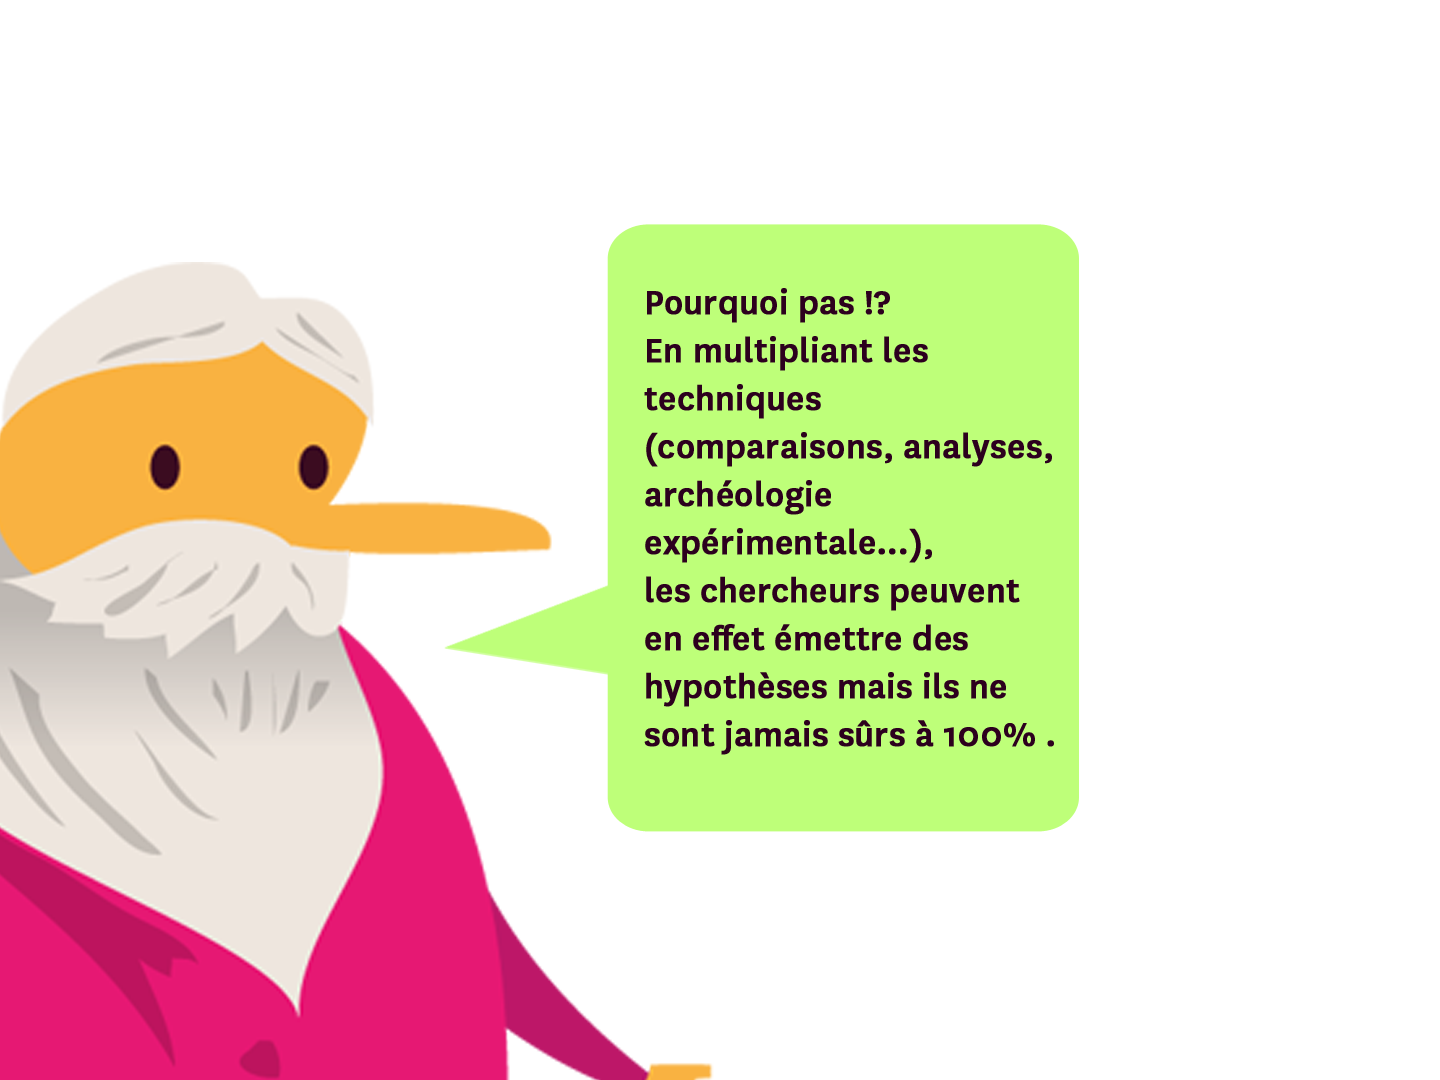 Pourquoi pas !?
En multipliant les
techniques
(comparaisons, analyses,
archéologie
expérimentale...),
les chercheurs peuvent
en effet émettre des
hypothèses mais ils ne
sont jamais sûrs à 100% .